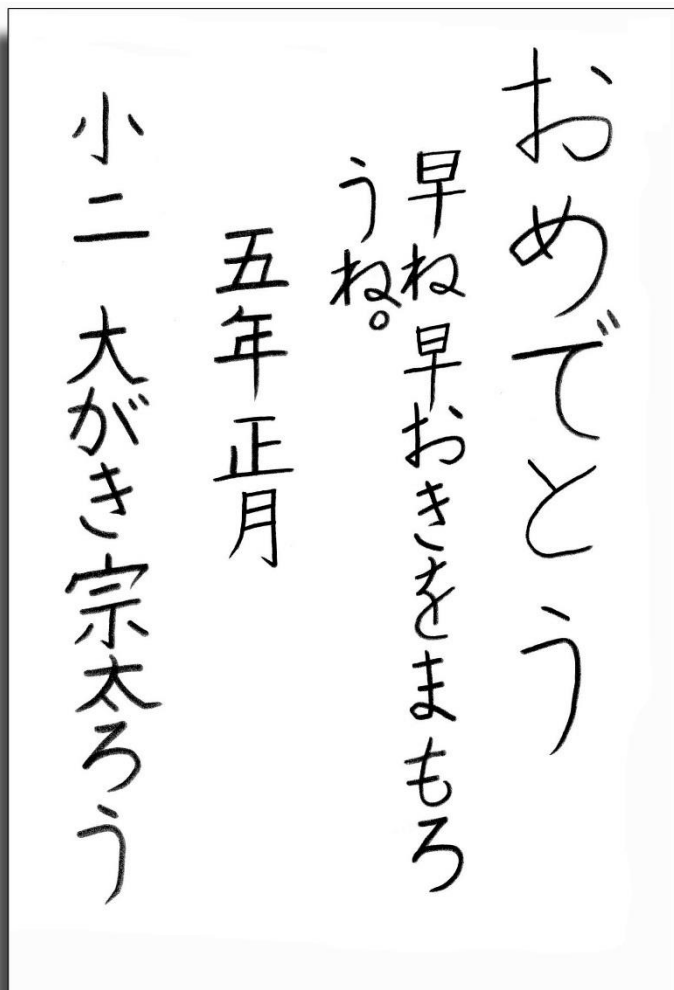 おめでとう
早ね早おきをまもろ
うね。
五年正月
小二 大がき宗太ろう